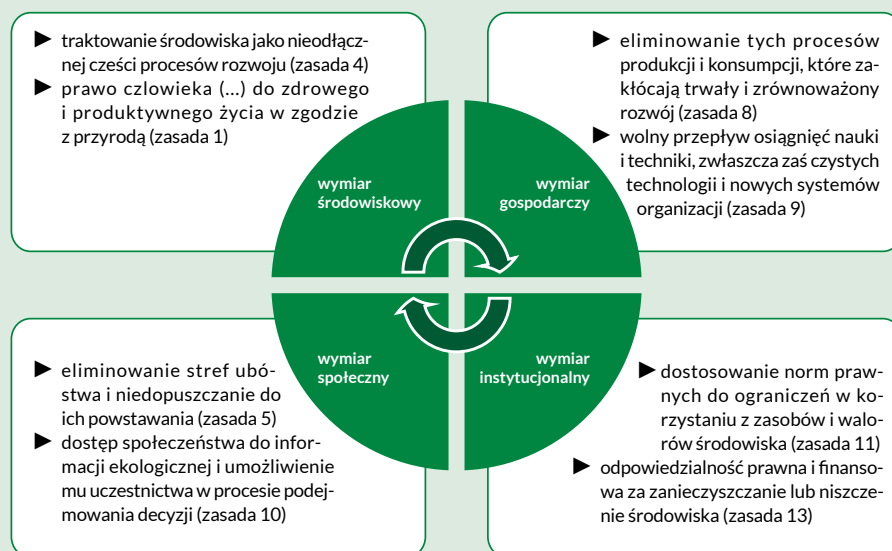 ▶ traktowanie środowiska jako nieodłącz-
nej cześci procesów rozwoju (zasada 4)
▶ prawo człowieka (...) do zdrowego
i produktywnego życia w zgodzie
z przyrodą (zasada 1)
▶ eliminowanie tych procesów
produkcji i konsumpcji, które za-
kłócają trwały i zrównoważony
rozwój (zasada 8)
▶ wolny przepływ osiągnięć nauki
i techniki, zwłaszcza zaś czystych
technologii i nowych systemów
organizacji (zasada 9)
wymiar
środowiskowy
wymiar
gospodarczy
wymiar
społeczny
wymiar
instytucjonalny
▶ eliminowanie stref ubó-
stwa i niedopuszczanie do
ich powstawania (zasada 5)
▶ dostęp społeczeństwa do infor-
macji ekologicznej i umożliwienie
mu uczestnictwa w procesie podej-
mowania decyzji (zasada 10)
▶ dostosowanie norm praw-
nych do ograniczeń w ko-
rzystaniu z zasobów i walo-
rów środowiska (zasada 11)
▶ odpowiedzialność prawna i finanso-
wa za zanieczyszczanie lub niszcze-
nie środowiska (zasada 13)